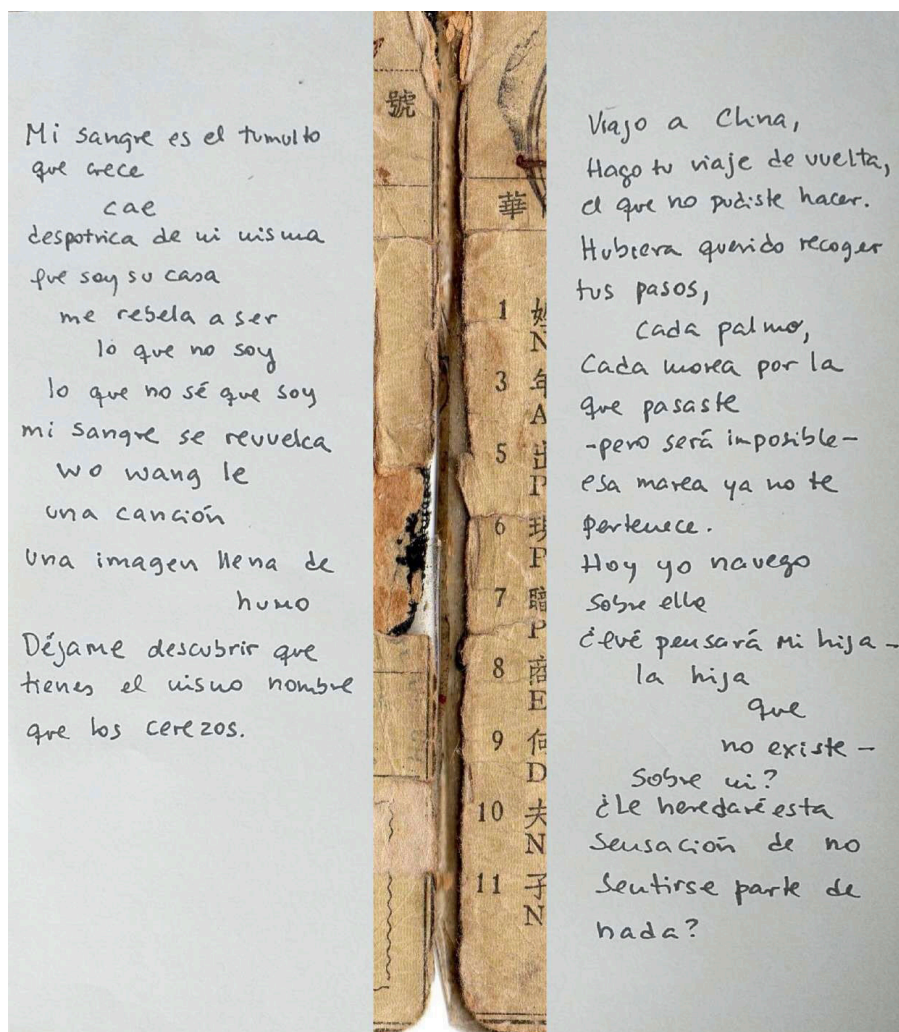 Mi sangre es el tumulto
que crece
cae
despotrica de mi misma
que soy su casa
me rebela a ser
lo que no soy
lo que no sé que soy
mi sangre se revuelca
wo wang le
una canción
una imagen llena de
humo
Déjame descubrir que
tienes el mismo nombre
que los cerezos.
號
華
1
N
3 年
A
5 出
P
6
P
7
P
8 商
E
9 何
D
10 夫
N
11 子
N
Viajo a China,
Hago tu viaje de vuelta,
el que no pudiste hacer.
Hubiera querido recoger
tus pasos,
cada palmo,
Cada marea por la
que pasaste
-pero será imposible-
esa marea ya no te
pertenece.
Hoy yo navego
sobre ella
¿Qué pensará mi hija -
la hija
que
no existe -
sobre mi?
¿Le heredaré esta
sensación de no
sentirse parte de
nada?